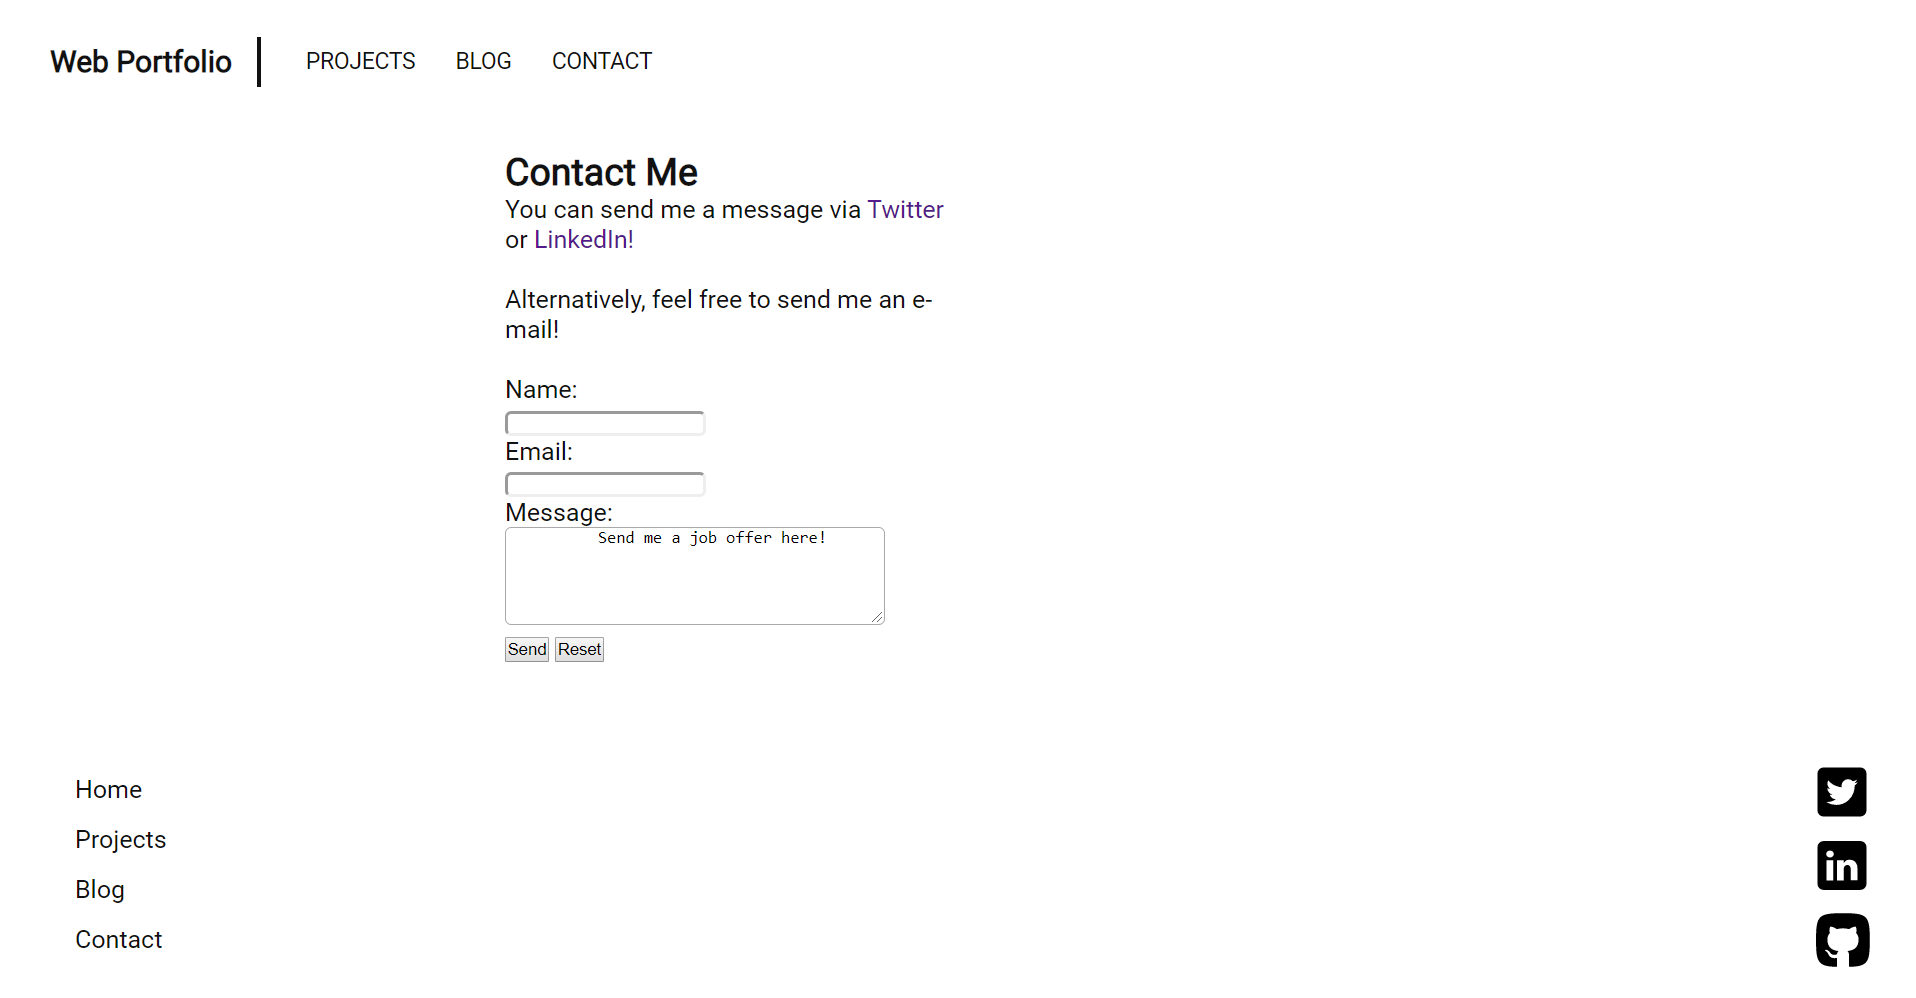 Web Portfolio
PROJECTS
BLOG
CONTACT
Contact Me
You can send me a message via Twitter
or LinkedIn!
Alternatively, feel free to send me an e-
mail!
Name:
Email:
Message:
Send me a job offer here!
Send
Reset
Home
Projects
Blog
Contact
in